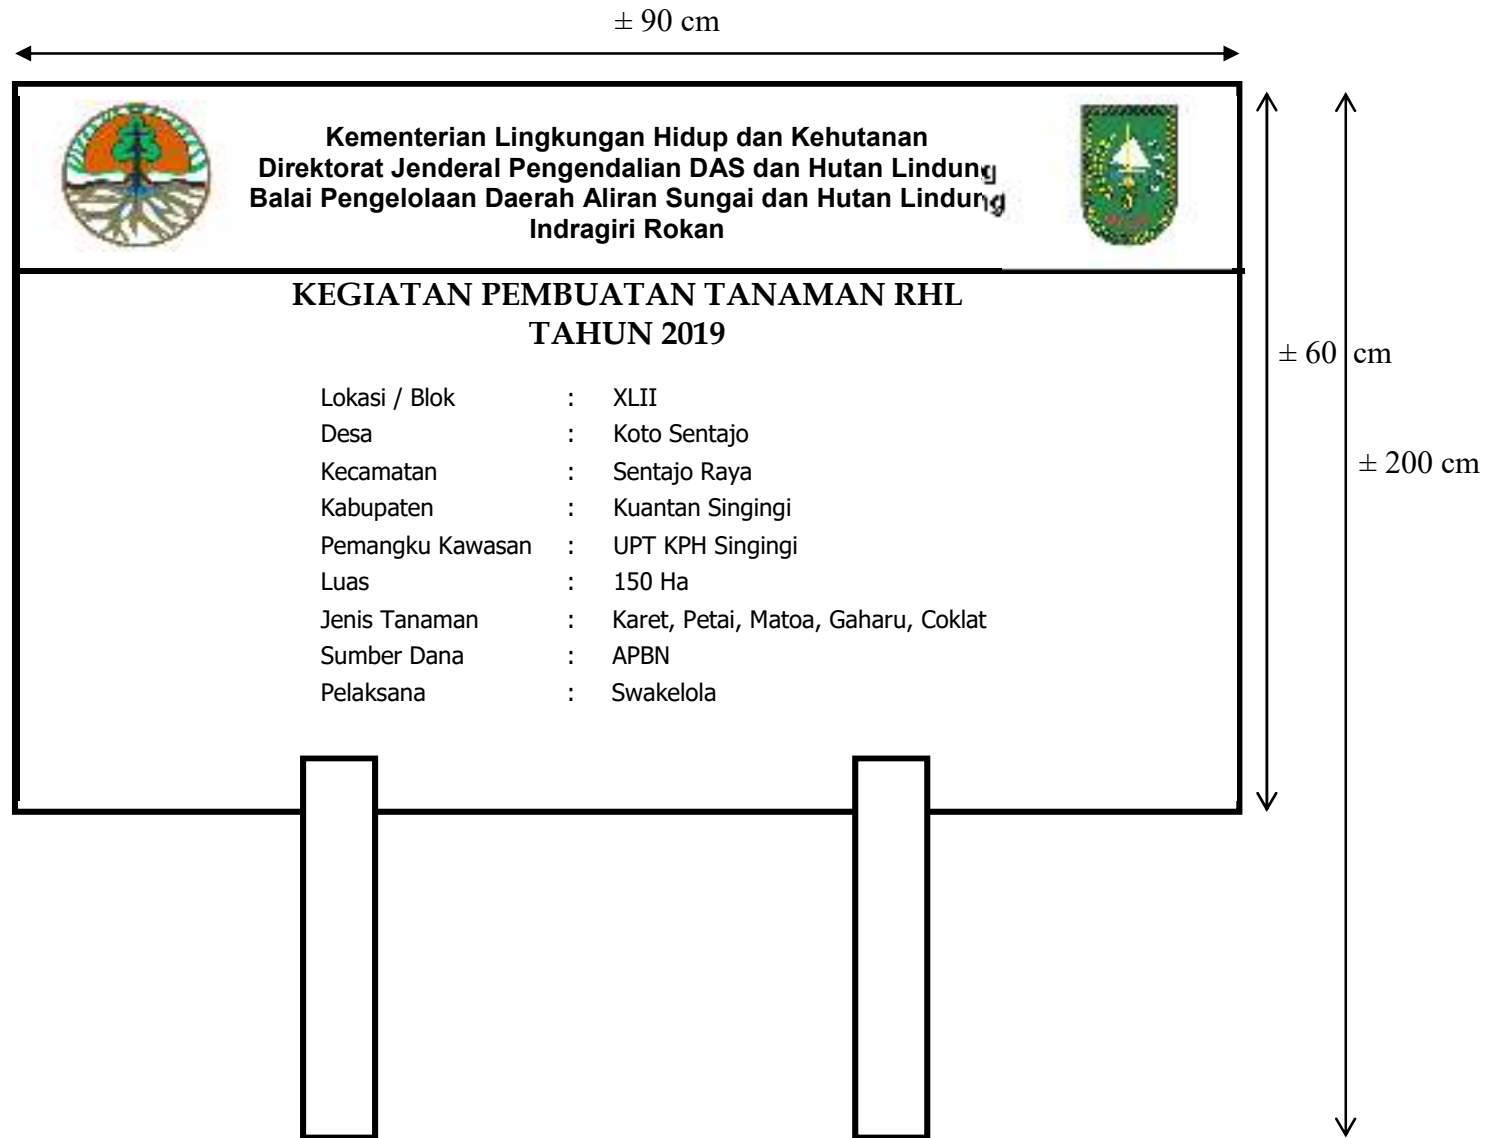 ± 90 cm
Kementerian Lingkungan Hidup dan Kehutanan
Direktorat Jenderal Pengendalian DAS dan Hutan Lindung
Balai Pengelolaan Daerah Aliran Sungai dan Hutan Lindung
Indragiri Rokan
KEGIATAN PEMBUATAN TANAMAN RHL
TAHUN 2019
± 60 cm
Lokasi / Blok : XLII
Desa : Koto Sentajo
± 200 cm
Kecamatan : Sentajo Raya
Kabupaten : Kuantan Singingi
Pemangku Kawasan : UPT KPH Singingi
Luas : 150 Ha
Jenis Tanaman : Karet, Petai, Matoa, Gaharu, Coklat
Sumber Dana : APBN
Pelaksana : Swakelola